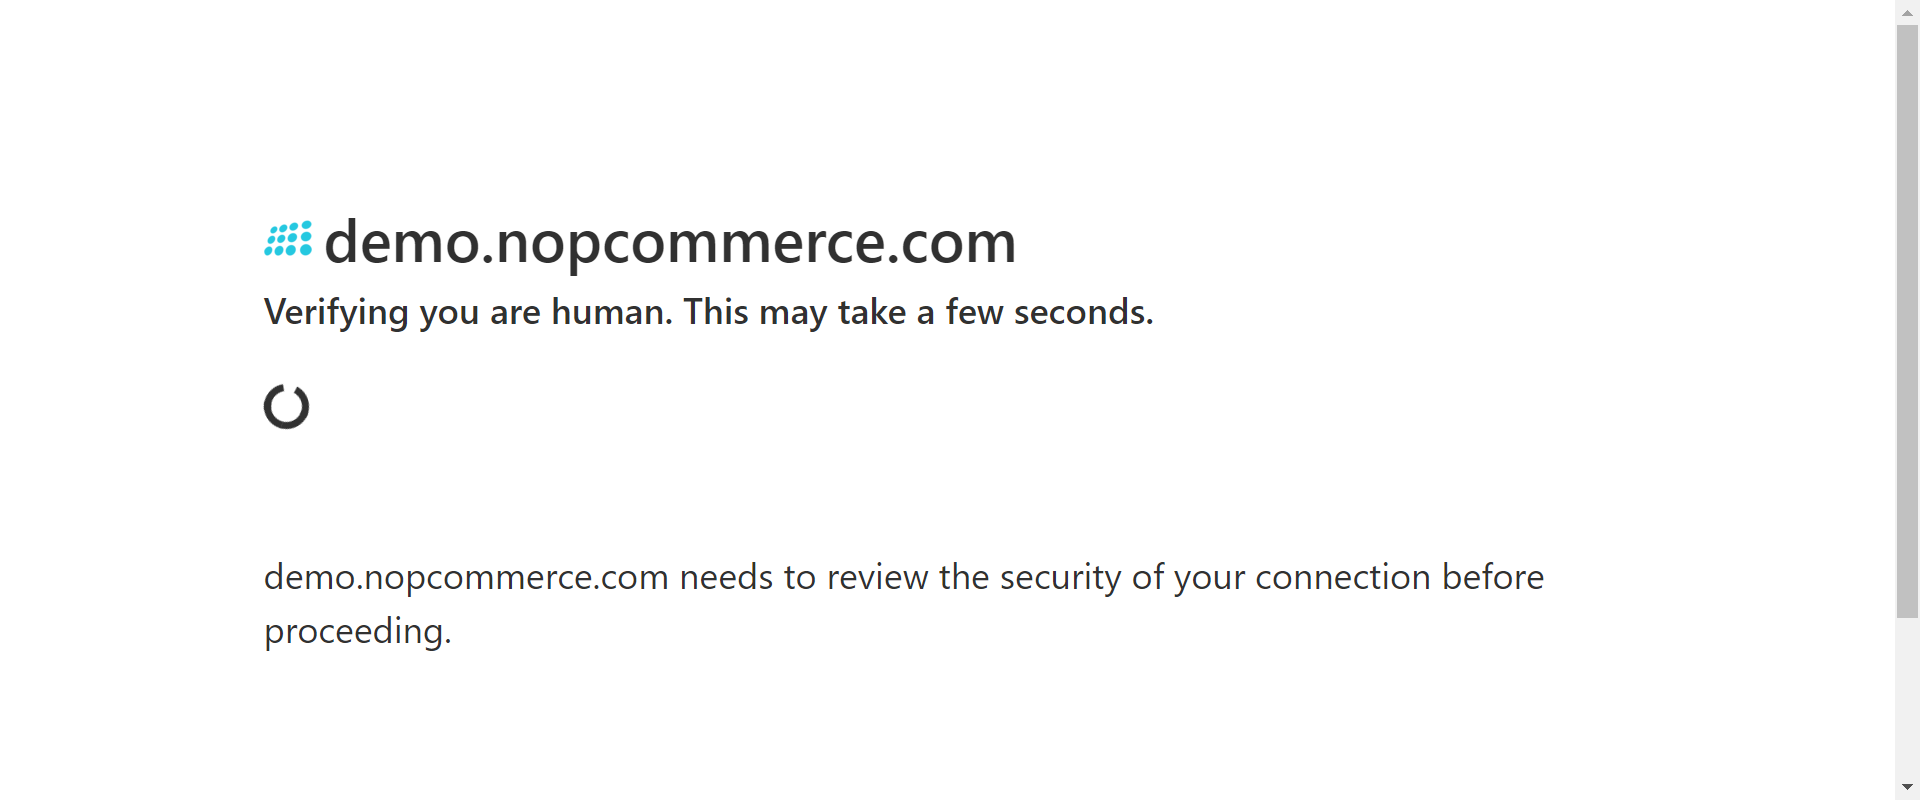 demo.nopcommerce.com
Verifying you are human. This may take a few seconds.
demo.nopcommerce.com needs to review the security of your connection before
proceeding.